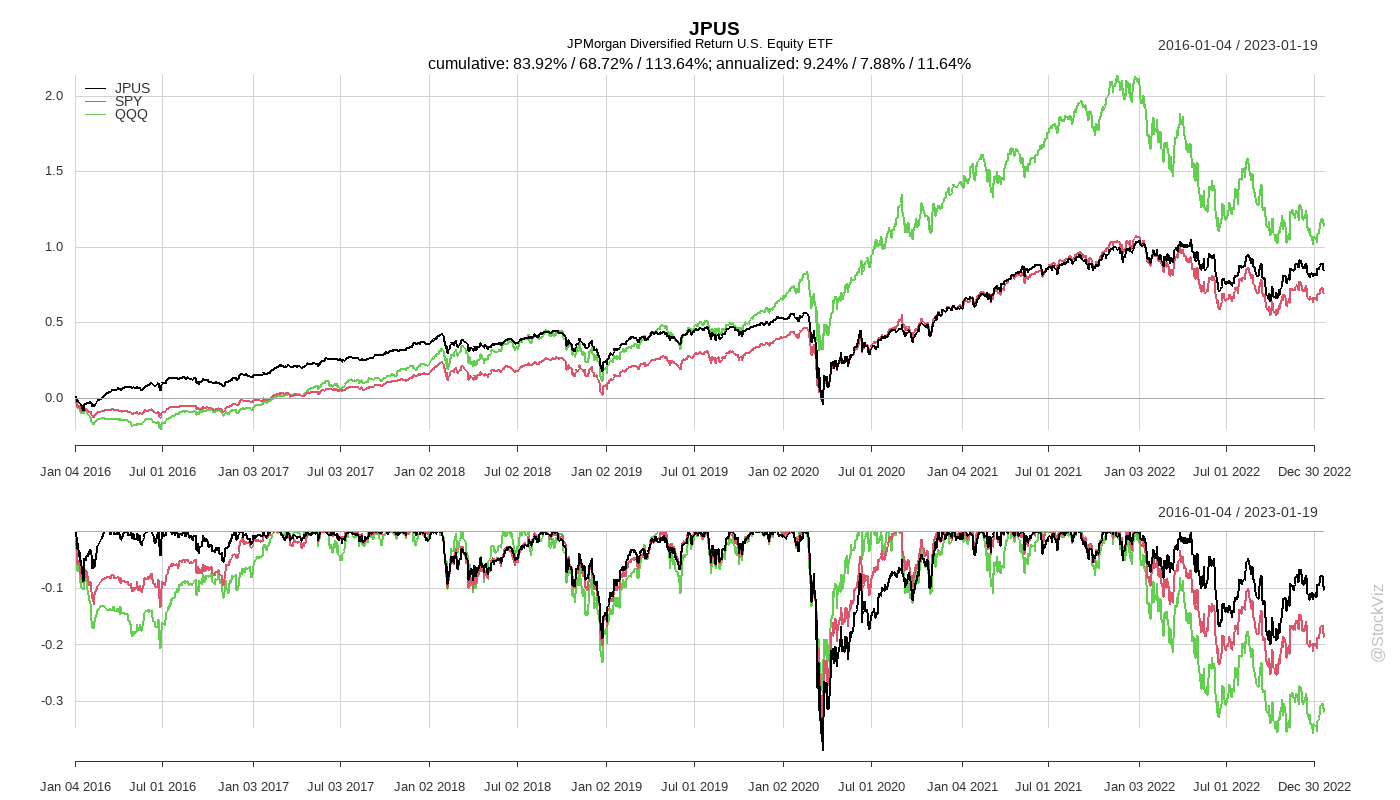 JPUS
JPMorgan Diversified Return U.S. Equity ETF
2016-01-04 / 2023-01-19
cumulative: 83.92% / 68.72% / 113.64%; annualized: 9.24% / 7.88% / 11.64%
JPUS
SPY
QQQ
2.0
1.5
1.0
0.5
0.0
Jan 04 2016 Jul 01 2016 Jan 03 2017 Jul 03 2017 Jan 02 2018 Jul 02 2018 Jan 02 2019 Jul 01 2019 Jan 02 2020 Jul 01 2020 Jan 04 2021 Jul 01 2021 Jan 03 2022 Jul 01 2022 Dec 30 2022
2016-01-04 / 2023-01-19
-0.1
-0.2
-0.3
Jan 04 2016 Jul 01 2016 Jan 03 2017 Jul 03 2017 Jan 02 2018 Jul 02 2018 Jan 02 2019 Jul 01 2019 Jan 02 2020 Jul 01 2020 Jan 04 2021 Jul 01 2021 Jan 03 2022 Jul 01 2022 Dec 30 2022
@StockViz